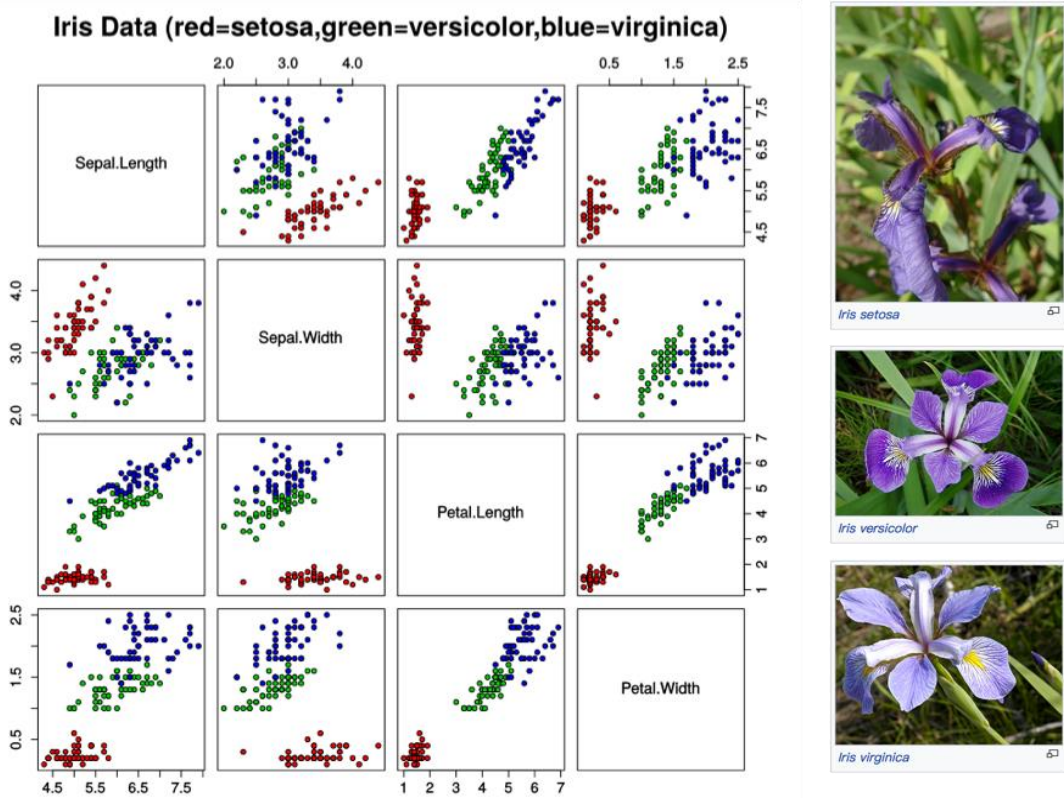 Iris Data (red=setosa,green=versicolor,blue=virginica)
2.0 3.0 4.0
0.5 1.5 2.5
Sepal.Length
4.5 5.5 6.5 7.5
Iris setosa
2.0 3.0 4.0
Sepal.Width
Iris versicolor
Petal.Length
1 2 3 4 5 6 7
0.5 1.5 2.5
Petal.Width
Iris virginica
4.5 5.5 6.5 7.5
1 2 3 4 5 6 7